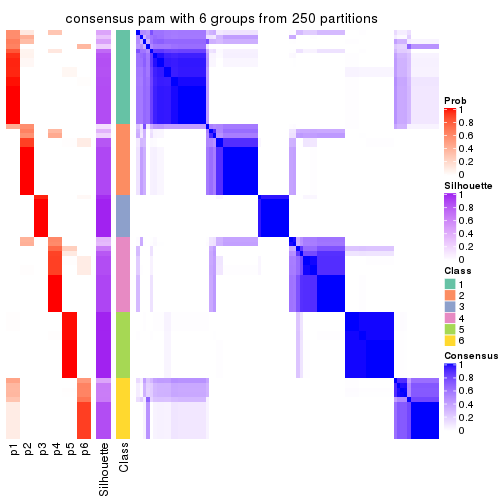 consensus pam with 6 groups from 250 partitions
Prob
1
0.8
0.6
0.4
0.2
0
Silhouette
1
0.8
0.6
0.4
0.2
0
Class
1
2
3
4
5
6
Consensus
1
0.8
0.6
0.4
0.2
0
p1
p2
p3
p4
p5
p6
Silhouette
Class